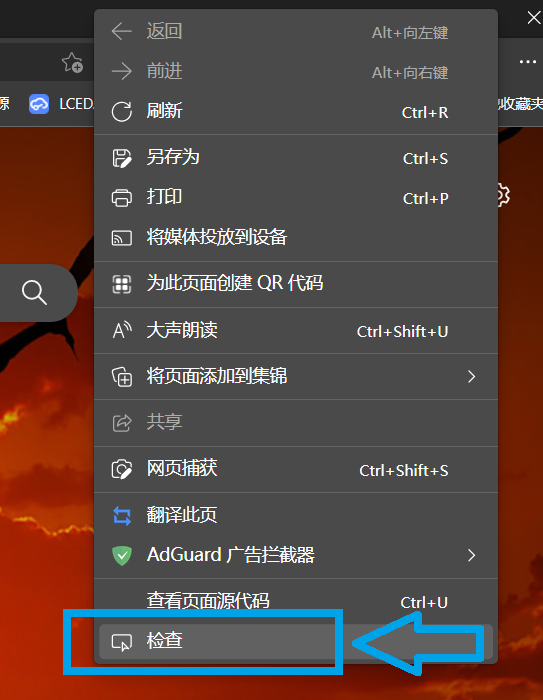 返回 Alt+向左键
前进 Alt+向右键
刷新 Ctrl+R
源 LCED 收藏夹
另存为 Ctrl+S
打印 Ctrl+P
将媒体投放到设备
为此页面创建 QR 代码
大声朗读 Ctrl+Shift+U
将页面添加到集锦
共享
网页捕获 Ctrl+Shift+S
翻译此页
AdGuard 广告拦截器
查看页面源代码 Ctrl+U
检查